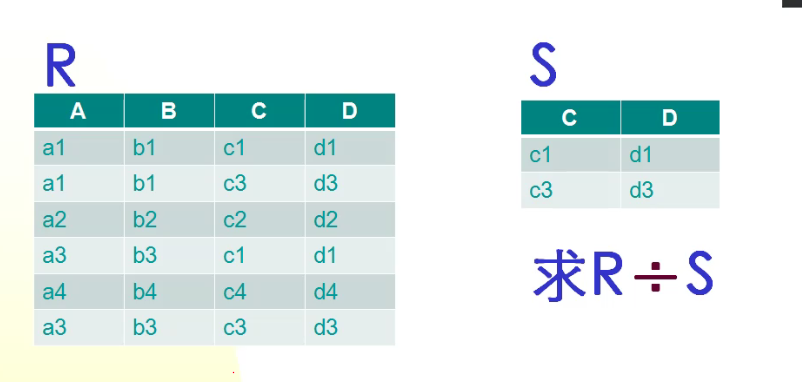 R
A B C D
a1 b1 c1 d1
a1 b1 c3 d3
a2 b2 c2 d2
a3 b3 c1 d1
a4 b4 c4 d4
a3 b3 c3 d3
S
C D
c1 d1
c3 d3
求R÷S